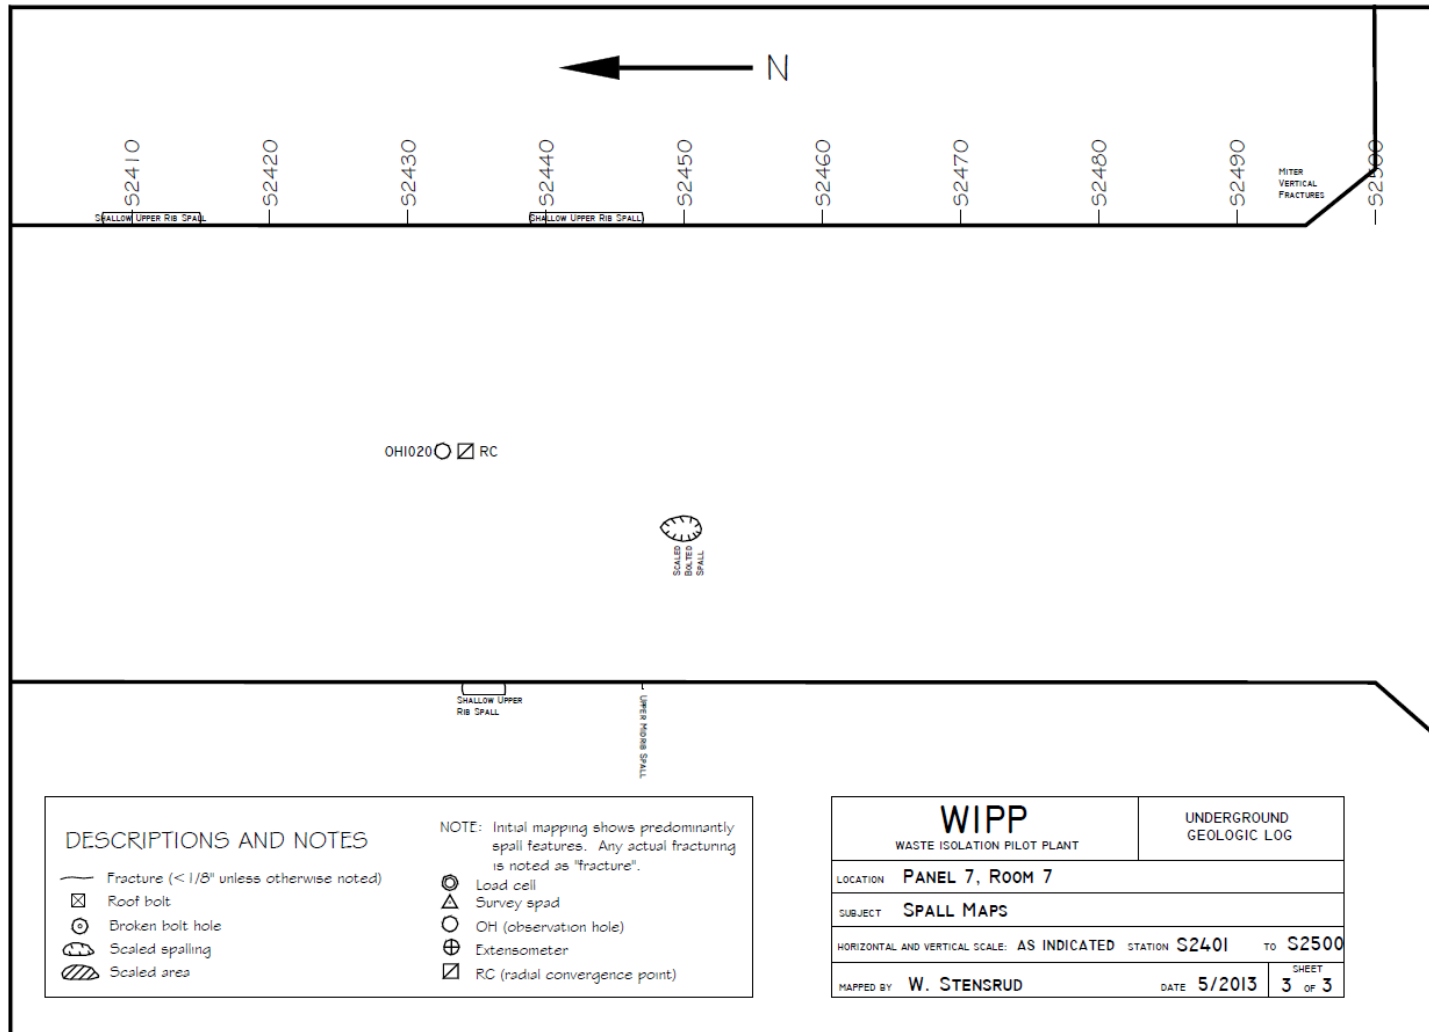 N
S2410
S2420
S2430
S2440
S2450
S2460
S2470
S2480
S2490
S2500
MITER
VERTICAL
FRACTURES
SHALLOW UPPER RIB SPALL
SHALLOW UPPER RIB SPALL
OH1020 RC
SCALED
BOLTED
SPALL
SHALLOW UPPER
RIB SPALL
UPPER MIDRIB SPALL
DESCRIPTIONS AND NOTES
Fracture (< 1/8" unless otherwise noted)
Roof bolt
Broken bolt hole
Scaled spalling
Scaled area
NOTE: Initial mapping shows predominantly
spall features. Any actual fracturing
is noted as "fracture".
Load cell
Survey spad
OH (observation hole)
Extensometer
RC (radial convergence point)
WIPP
WASTE ISOLATION PILOT PLANT
UNDERGROUND
GEOLOGIC LOG
LOCATION PANEL 7, ROOM 7
SUBJECT SPALL MAPS
HORIZONTAL AND VERTICAL SCALE: AS INDICATED STATION S2401 TO S2500
MAPPED BY W. STENSRUD DATE 5/2013
SHEET
3 OF 3